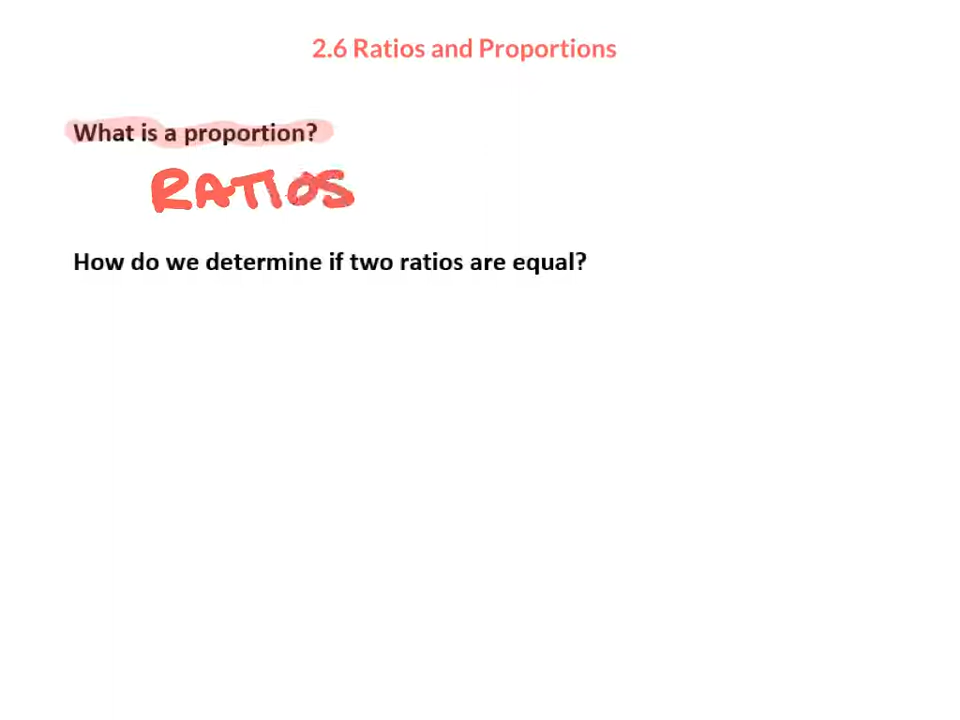 2.6 Ratios and Proportions
What is a proportion?
RATIOS
How do we determine if two ratios are equal?